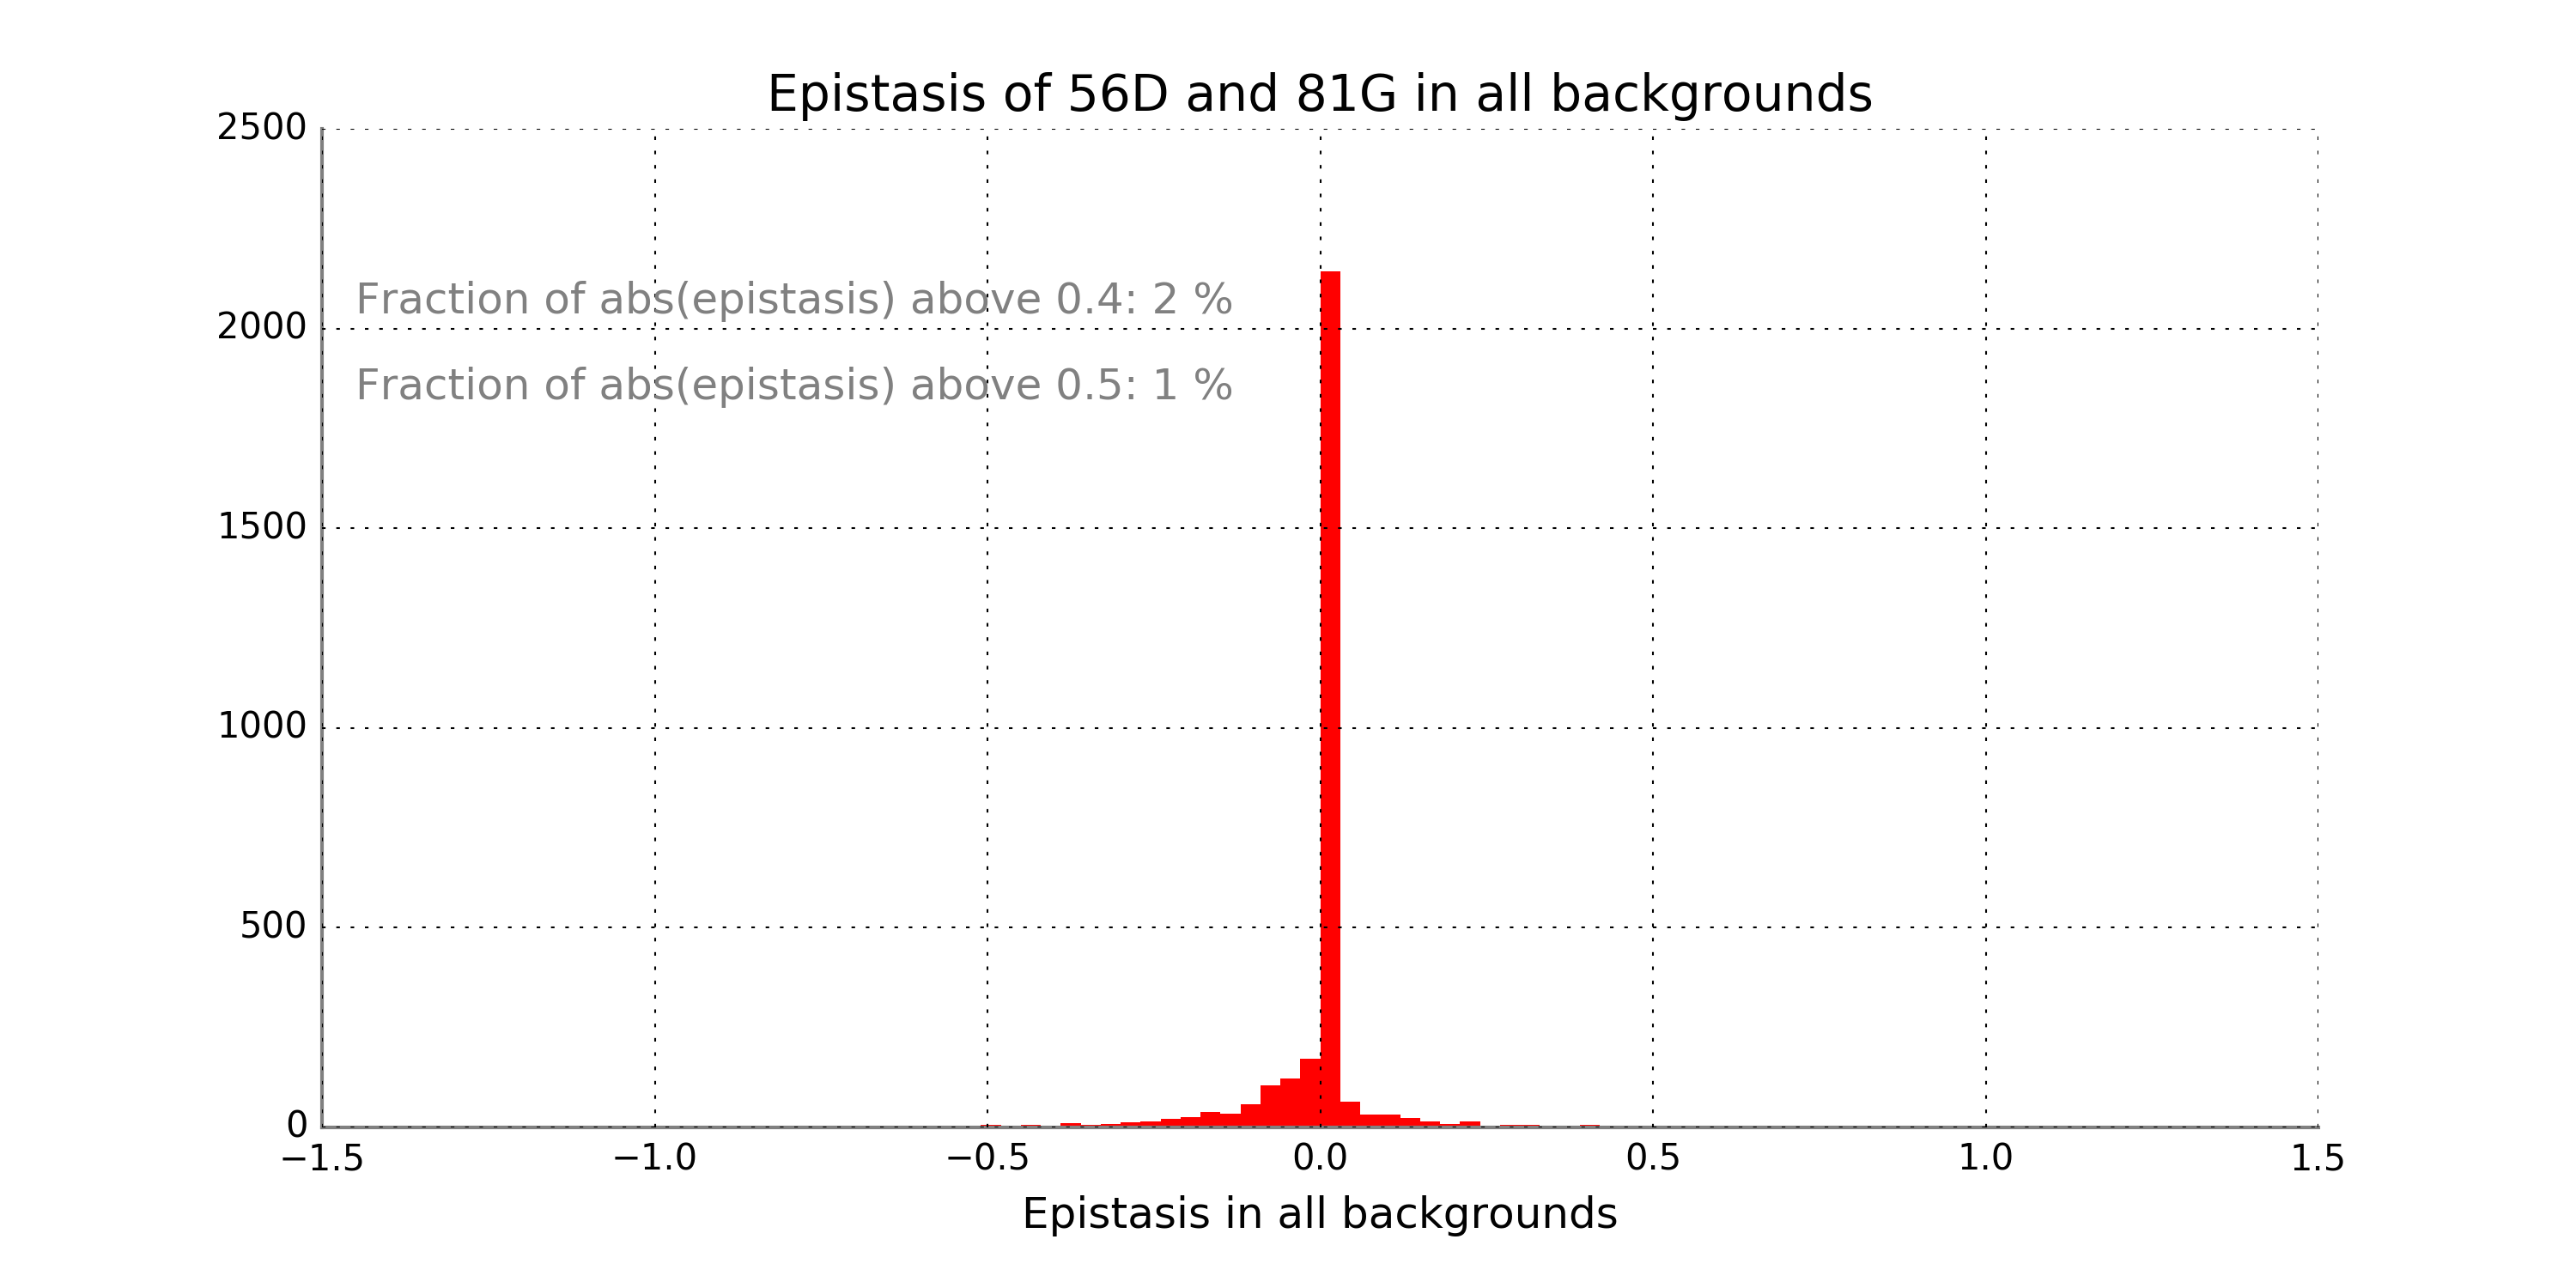 Epistasis of 56D and 81G in all backgrounds
2500
Fraction of abs(epistasis) above 0.4: 2 %
2000
Fraction of abs(epistasis) above 0.5: 1 %
1500
1000
500
0
−1.5 −1.0 −0.5 0.0 0.5 1.0 1.5
Epistasis in all backgrounds